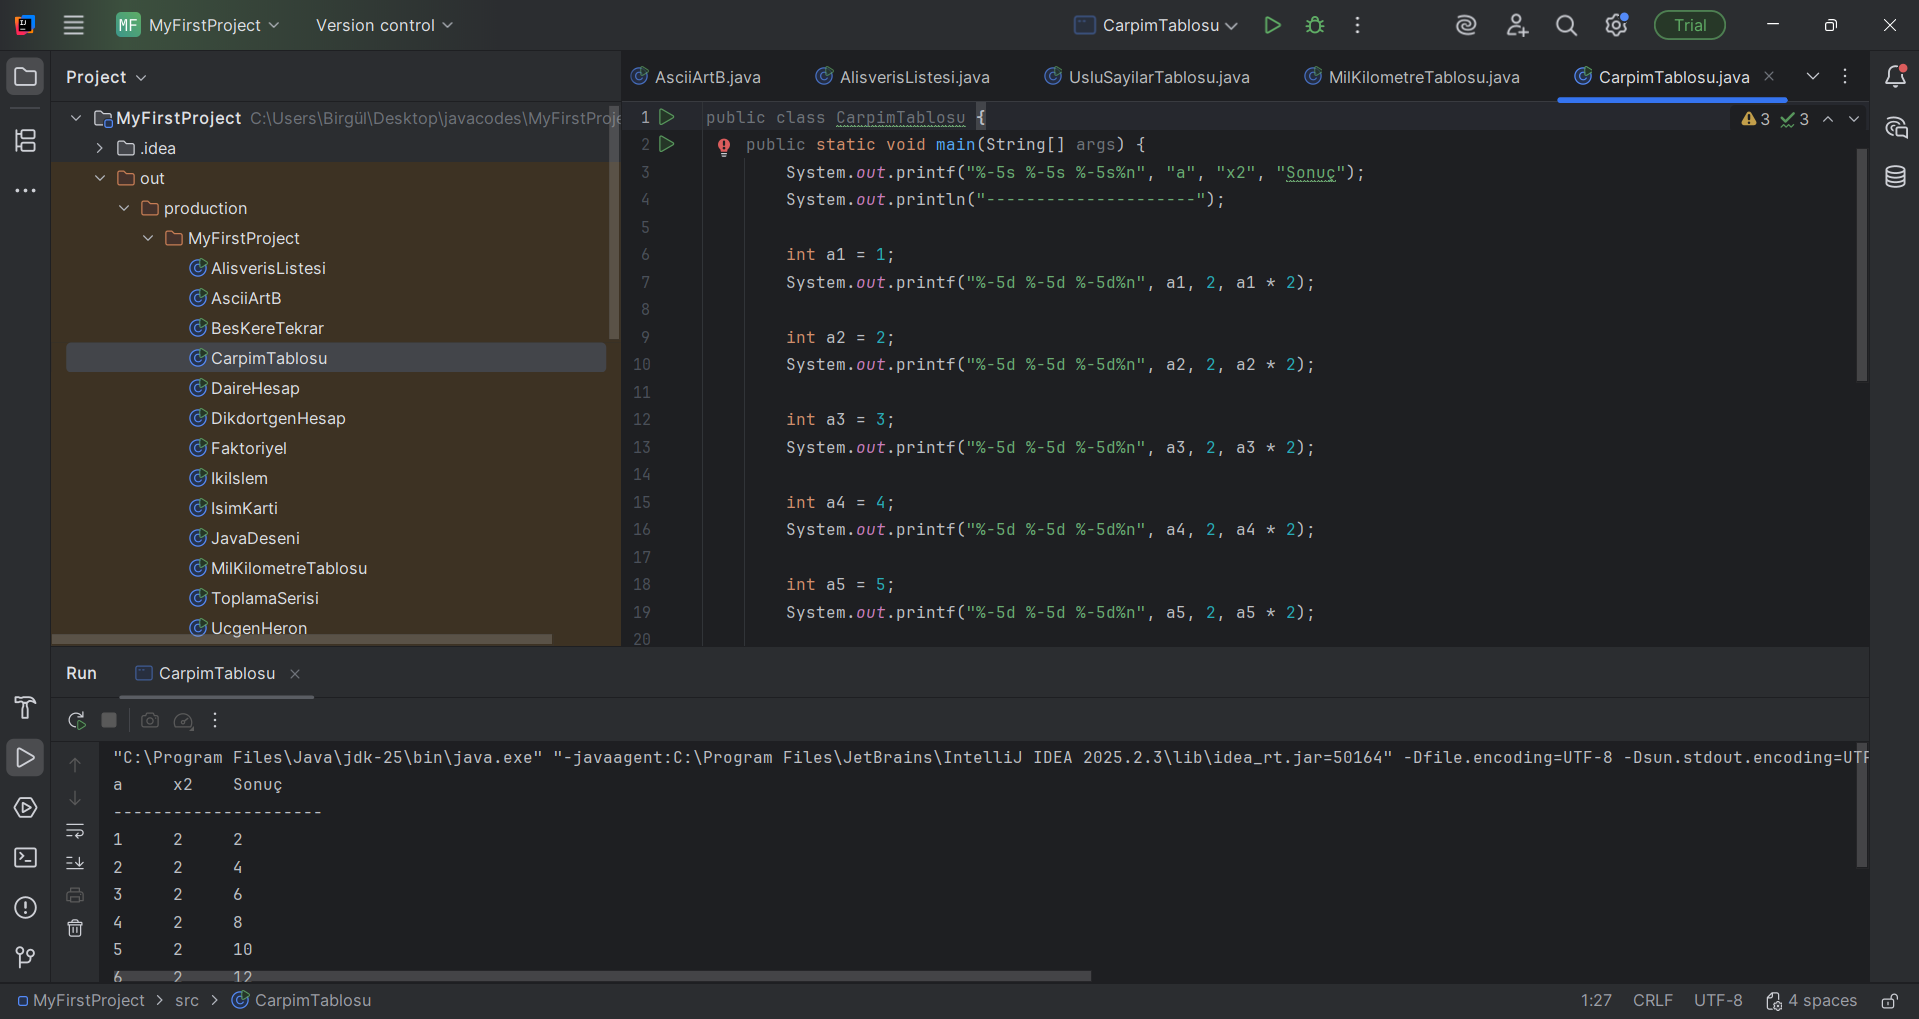 MF MyFirstProject Version control CarpimTablosu Trial
Project
AsciiArtB.java AlisverisListesi.java UsluSayilarTablosu.java MilKilometreTablosu.java CarpimTablosu.java
MyFirstProject C:\Users\Birgül\Desktop\javacodes\MyFirstProje
.idea
out
production
MyFirstProject
AlisverisListesi
AsciiArtB
BesKereTekrar
CarpimTablosu
DaireHesap
DikdortgenHesap
Faktoriyel
IkiIslem
IsimKarti
JavaDeseni
MilKilometreTablosu
ToplamaSerisi
UcgenHeron
3 3
1 public class CarpimTablosu {
2 public static void main(String[] args) {
3 System.out.printf("%-5s %-5s %-5s%n", "a", "x2", "Sonuç");
4 System.out.println("---------------------");
5
6 int a1 = 1;
7 System.out.printf("%-5d %-5d %-5d%n", a1, 2, a1 * 2);
8
9 int a2 = 2;
10 System.out.printf("%-5d %-5d %-5d%n", a2, 2, a2 * 2);
11
12 int a3 = 3;
13 System.out.printf("%-5d %-5d %-5d%n", a3, 2, a3 * 2);
14
15 int a4 = 4;
16 System.out.printf("%-5d %-5d %-5d%n", a4, 2, a4 * 2);
17
18 int a5 = 5;
19 System.out.printf("%-5d %-5d %-5d%n", a5, 2, a5 * 2);
20
Run CarpimTablosu
"C:\Program Files\Java\jdk-25\bin\java.exe" "-javaagent:C:\Program Files\JetBrains\IntelliJ IDEA 2025.2.3\lib\idea_rt.jar=50164" -Dfile.encoding=UTF-8 -Dsun.stdout.encoding=UTF
a x2 Sonuç
---------------------
1 2 2
2 2 4
3 2 6
4 2 8
5 2 10
6 2 12
MyFirstProject > src > CarpimTablosu 1:27 CRLF UTF-8 4 spaces